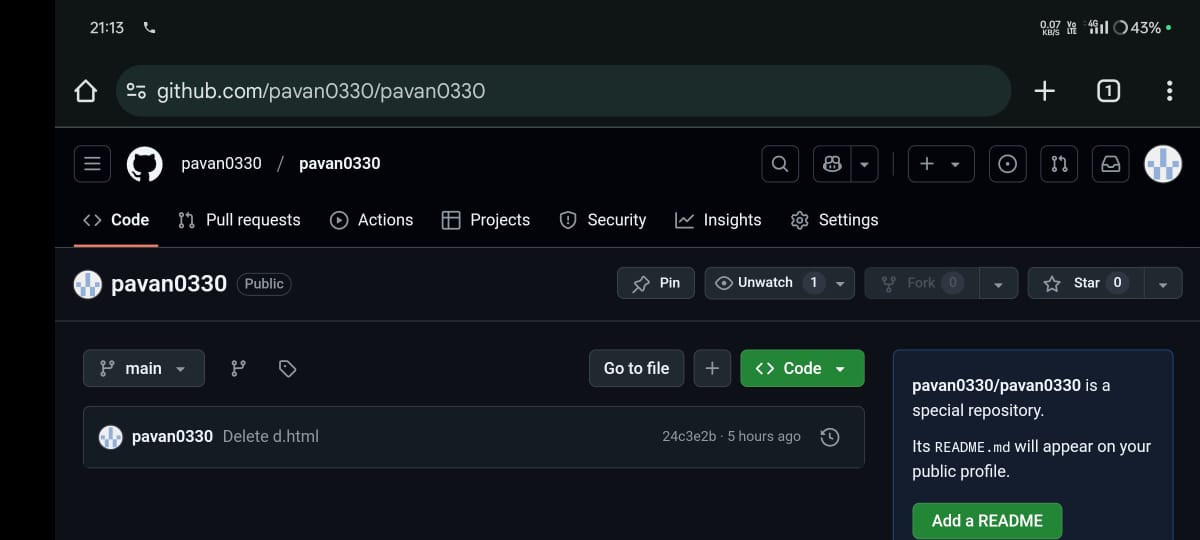 21:13 0.07 KB/S Vo LTE 4G 43%
github.com/pavan0330/pavan0330 1
pavan0330 / pavan0330
Code Pull requests Actions Projects Security Insights Settings
pavan0330 Public Pin Unwatch 1 Fork 0 Star 0
main Go to file Code
pavan0330 Delete d.html 24c3e2b · 5 hours ago
pavan0330/pavan0330 is a
special repository.
Its README.md will appear on your
public profile.
Add a README